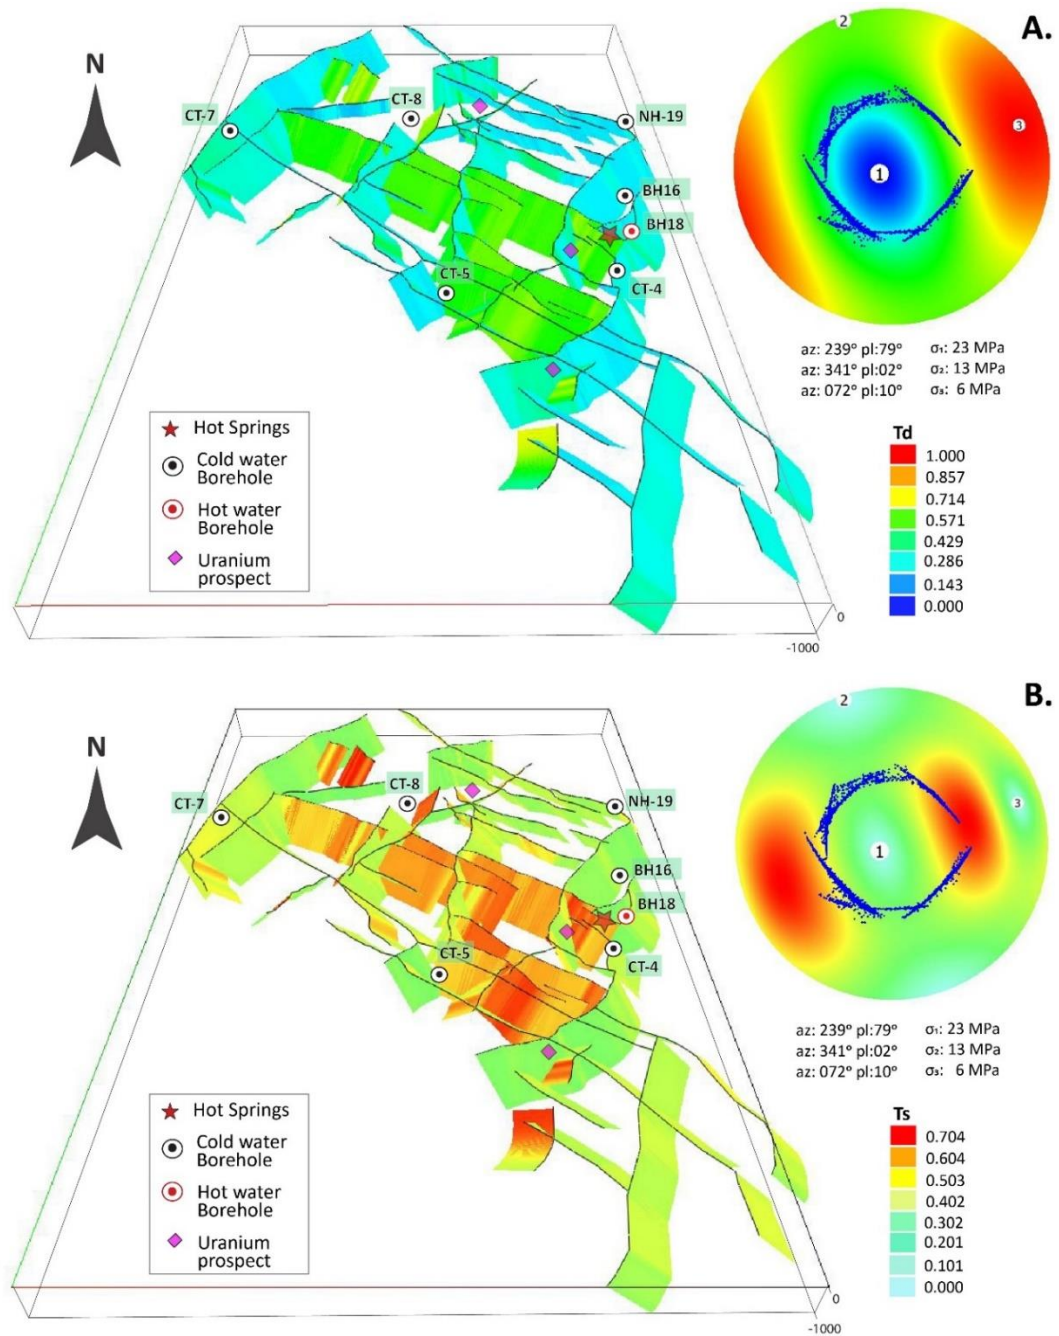 A.
N
2
3
1
CT-7
CT-8
NH-19
BH16
BH18
CT-5
CT-4
az: 239° pl:79° σ₁: 23 MPa
az: 341° pl:02° σ₂: 13 MPa
az: 072° pl:10° σ₃: 6 MPa
Hot Springs
Cold water
Borehole
Hot water
Borehole
Uranium
prospect
Td
1.000
0.857
0.714
0.571
0.429
0.286
0.143
0.000
0
-1000
B.
N
2
3
1
CT-7
CT-8
NH-19
BH16
BH18
CT-5
CT-4
az: 239° pl:79° σ₁: 23 MPa
az: 341° pl:02° σ₂: 13 MPa
az: 072° pl:10° σ₃: 6 MPa
Hot Springs
Cold water
Borehole
Hot water
Borehole
Uranium
prospect
Ts
0.704
0.604
0.503
0.402
0.302
0.201
0.101
0.000
0
-1000